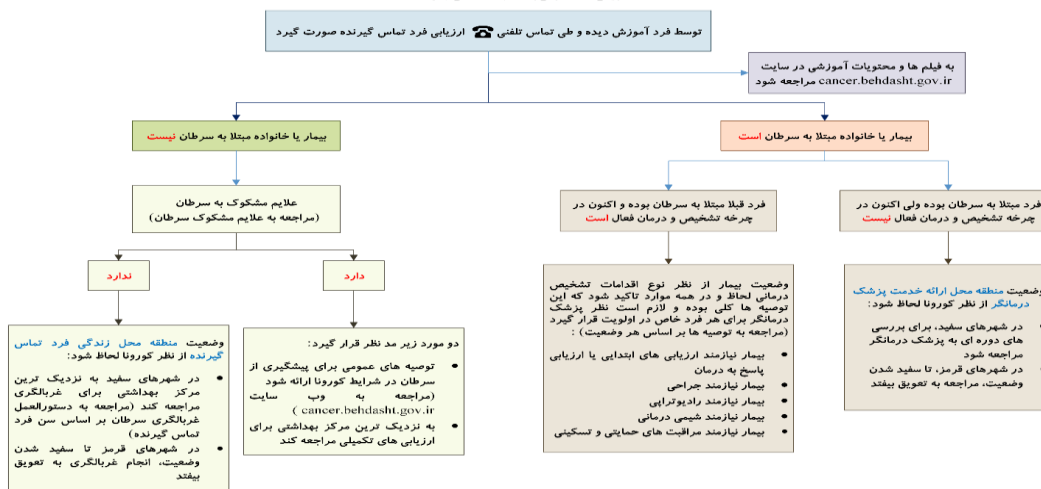 توسط فرد آموزش دیده و طی تماس تلفنی ☎ ارزیابی فرد تماس گیرنده صورت گیرد
به فیلم ها و محتویات آموزشی در سایت
cancer.behdasht.gov.ir مراجعه شود
بیمار یا خانواده مبتلا به سرطان است
بیمار یا خانواده مبتلا به سرطان نیست
فرد مبتلا به سرطان بوده ولی اکنون در
چرخه تشخیص و درمان فعال نیست
فرد قبلا مبتلا به سرطان بوده و اکنون در
چرخه تشخیص و درمان فعال است
علایم مشکوک به سرطان
(مراجعه به علایم مشکوک سرطان)
دارد
ندارد
وضعیت منطقه محل ارائه خدمت پزشک
درمانگر از نظر کورونا لحاظ شود:
در شهرهای سفید، برای بررسی
های دوره ای به پزشک درمانگر
مراجعه شود
در شهرهای قرمز، تا سفید شدن
وضعیت، مراجعه به تعویق بیفتد
وضعیت بیمار از نظر نوع اقدامات تشخیص
درمانی لحاظ و در همه موارد تاکید شود که این
توصیه ها کلی بوده و لازم است نظر پزشک
درمانگر برای هر فرد خاص در اولویت قرار گیرد
(مراجعه به توصیه ها بر اساس هر وضعیت) :
بیمار نیازمند ارزیابی های ابتدایی یا ارزیابی
پاسخ به درمان
بیمار نیازمند جراحی
بیمار نیازمند رادیوتراپی
بیمار نیازمند شیمی درمانی
بیمار نیازمند مراقبت های حمایتی و تسکینی
دو مورد زیر مد نظر قرار گیرد:
توصیه های عمومی برای پیشگیری از
سرطان در شرایط کورونا ارائه شود
(مراجعه به وب سایت
cancer.behdasht.gov.ir )
به نزدیک ترین مرکز بهداشتی برای
ارزیابی های تکمیلی مراجعه کند
وضعیت منطقه محل زندگی فرد تماس
گیرنده از نظر کورونا لحاظ شود:
در شهرهای سفید به نزدیک ترین
مرکز بهداشتی برای غربالگری
مراجعه کند (مراجعه به دستورالعمل
غربالگری سرطان بر اساس سن فرد
تماس گیرنده)
در شهرهای قرمز تا سفید شدن
وضعیت، انجام غربالگری به تعویق
بیفتد